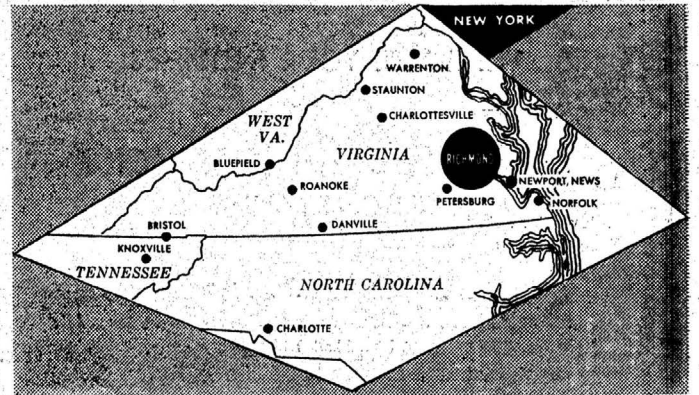 NEW YORK
WARRENTON
STAUNTON
CHARLOTTESVILLE
WEST
VA.
VIRGINIA
RICHMOND
BLUEFIELD
ROANOKE
NEWPORT, NEWS
PETERSBURG
NORFOLK
DANVILLE
BRISTOL
KNOXVILLE
TENNESSEE
NORTH CAROLINA
CHARLOTTE